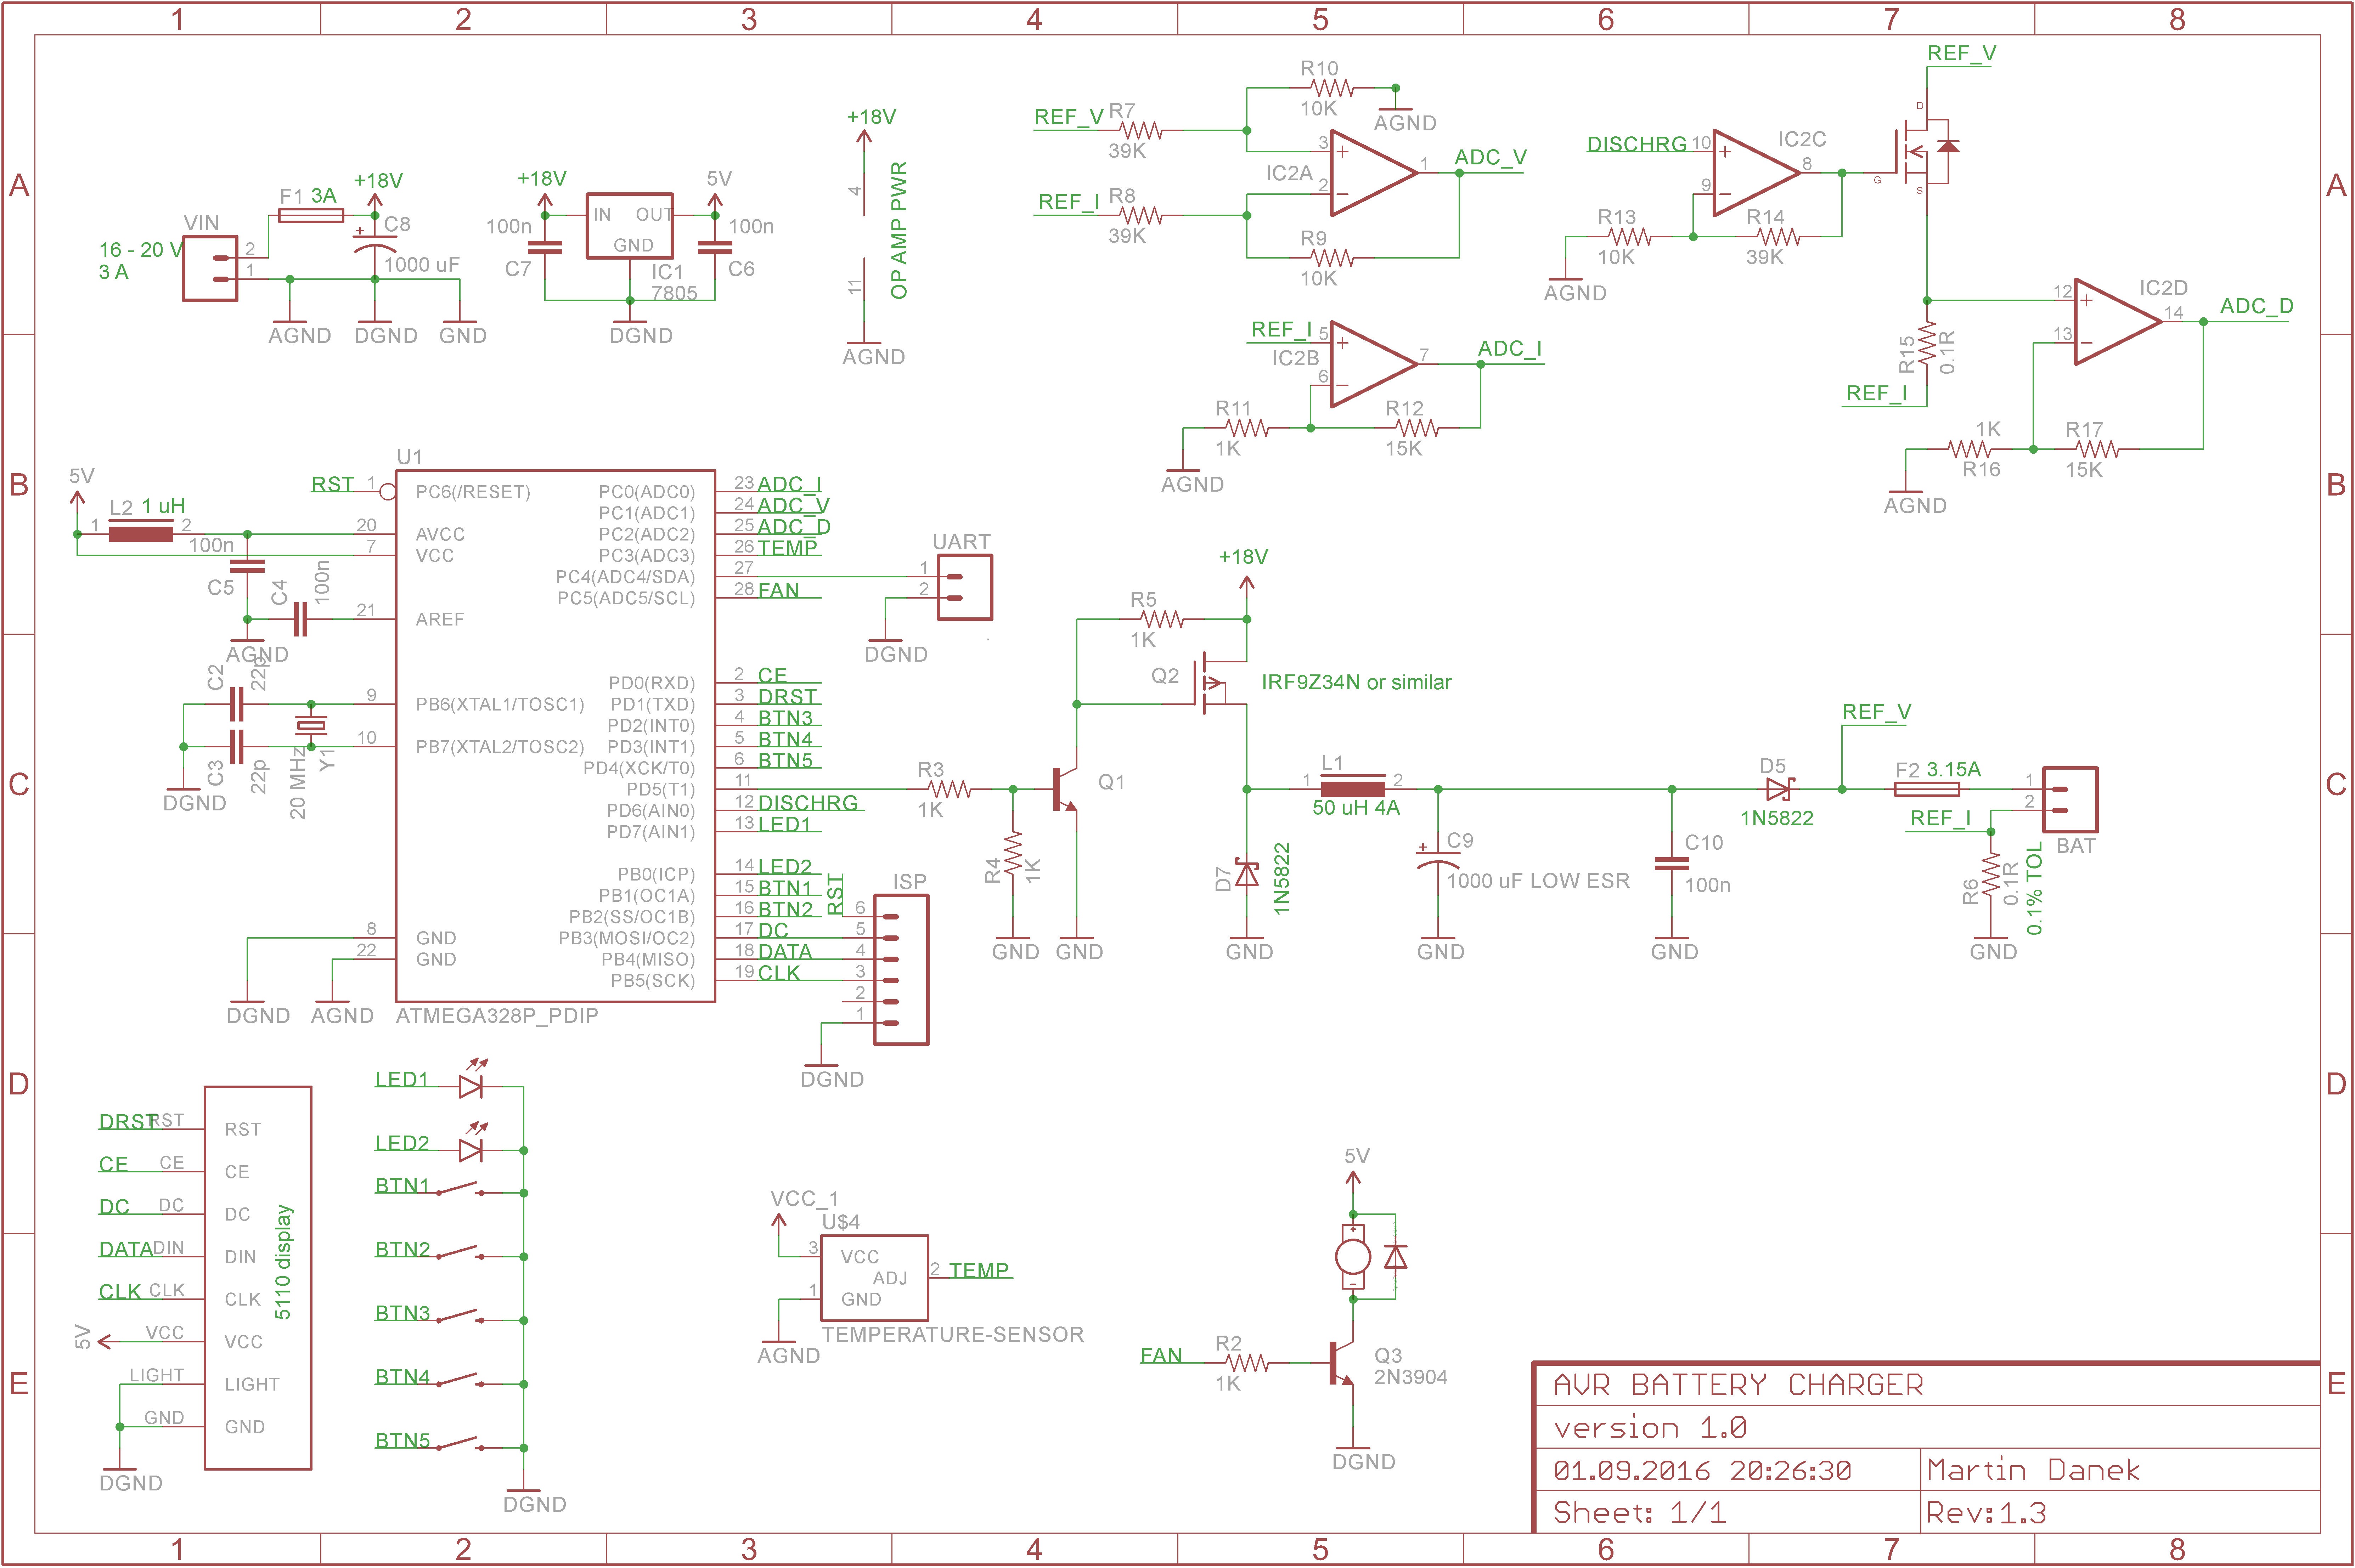 1 2 3 4 5 6 7 8
A
A
B
B
C
C
D
D
E
E
VIN
16 - 20 V
3 A
2
1
F1 3A
+18V
+
C8
1000 uF
AGND
DGND
GND
+18V
100n
C7
IN
OUT
GND
5V
100n
C6
IC1
7805
DGND
+18V
4
11
OP AMP PWR
AGND
REF_V
R7
39K
REF_I
R8
39K
R10
10K
AGND
3
+
2
-
IC2A
1
ADC_V
R9
10K
REF_I
5
+
IC2B
6
-
7
ADC_I
R11
1K
R12
15K
AGND
DISCHRG
10
+
9
-
IC2C
8
R13
10K
R14
39K
AGND
REF_V
D
G
S
R15
0.1R
REF_I
12
+
13
-
IC2D
14
ADC_D
1K
R16
R17
15K
AGND
5V
L2 1 uH
1
2
100n
C5
C4
100n
AGND
C2
22p
C3
22p
20 MHz
Y1
DGND
U1
RST
1
PC6(/RESET)
20
AVCC
7
VCC
21
AREF
9
PB6(XTAL1/TOSC1)
10
PB7(XTAL2/TOSC2)
8
GND
22
GND
DGND
AGND
ATMEGA328P_PDIP
PC0(ADC0) 23 ADC_I
PC1(ADC1) 24 ADC_V
PC2(ADC2) 25 ADC_D
PC3(ADC3) 26 TEMP
PC4(ADC4/SDA) 27
PC5(ADC5/SCL) 28 FAN
PD0(RXD) 2 CE
PD1(TXD) 3 DRST
PD2(INT0) 4 BTN3
PD3(INT1) 5 BTN4
PD4(XCK/T0) 6 BTN5
PD5(T1) 11
PD6(AIN0) 12 DISCHRG
PD7(AIN1) 13 LED1
PB0(ICP) 14 LED2
PB1(OC1A) 15 BTN1
PB2(SS/OC1B) 16 BTN2
PB3(MOSI/OC2) 17 DC
PB4(MISO) 18 DATA
PB5(SCK) 19 CLK
UART
1
2
DGND
RST
ISP
6
5
4
3
2
1
DGND
R3
1K
R4
1K
GND
Q1
GND
R5
1K
+18V
Q2
IRF9Z34N or similar
D7
1N5822
GND
L1
1
2
50 uH 4A
+
C9
1000 uF LOW ESR
GND
C10
100n
GND
D5
1N5822
REF_V
F2 3.15A
REF_I
1
2
BAT
R6
0.1R
0.1% TOL
GND
DRST
RST
RST
CE
CE
CE
DC
DC
DC
DATA
DIN
DIN
CLK
CLK
CLK
5V
VCC
VCC
LIGHT
LIGHT
GND
GND
5110 display
DGND
LED1
LED2
BTN1
BTN2
BTN3
BTN4
BTN5
DGND
VCC_1
U$4
3
VCC
ADJ
2
TEMP
1
GND
AGND
TEMPERATURE-SENSOR
5V
+
-
FAN
R2
1K
Q3
2N3904
DGND
AVR BATTERY CHARGER
version 1.0
01.09.2016 20:26:30
Martin Danek
Sheet: 1/1
Rev:1.3
1 2 3 4 5 6 7 8